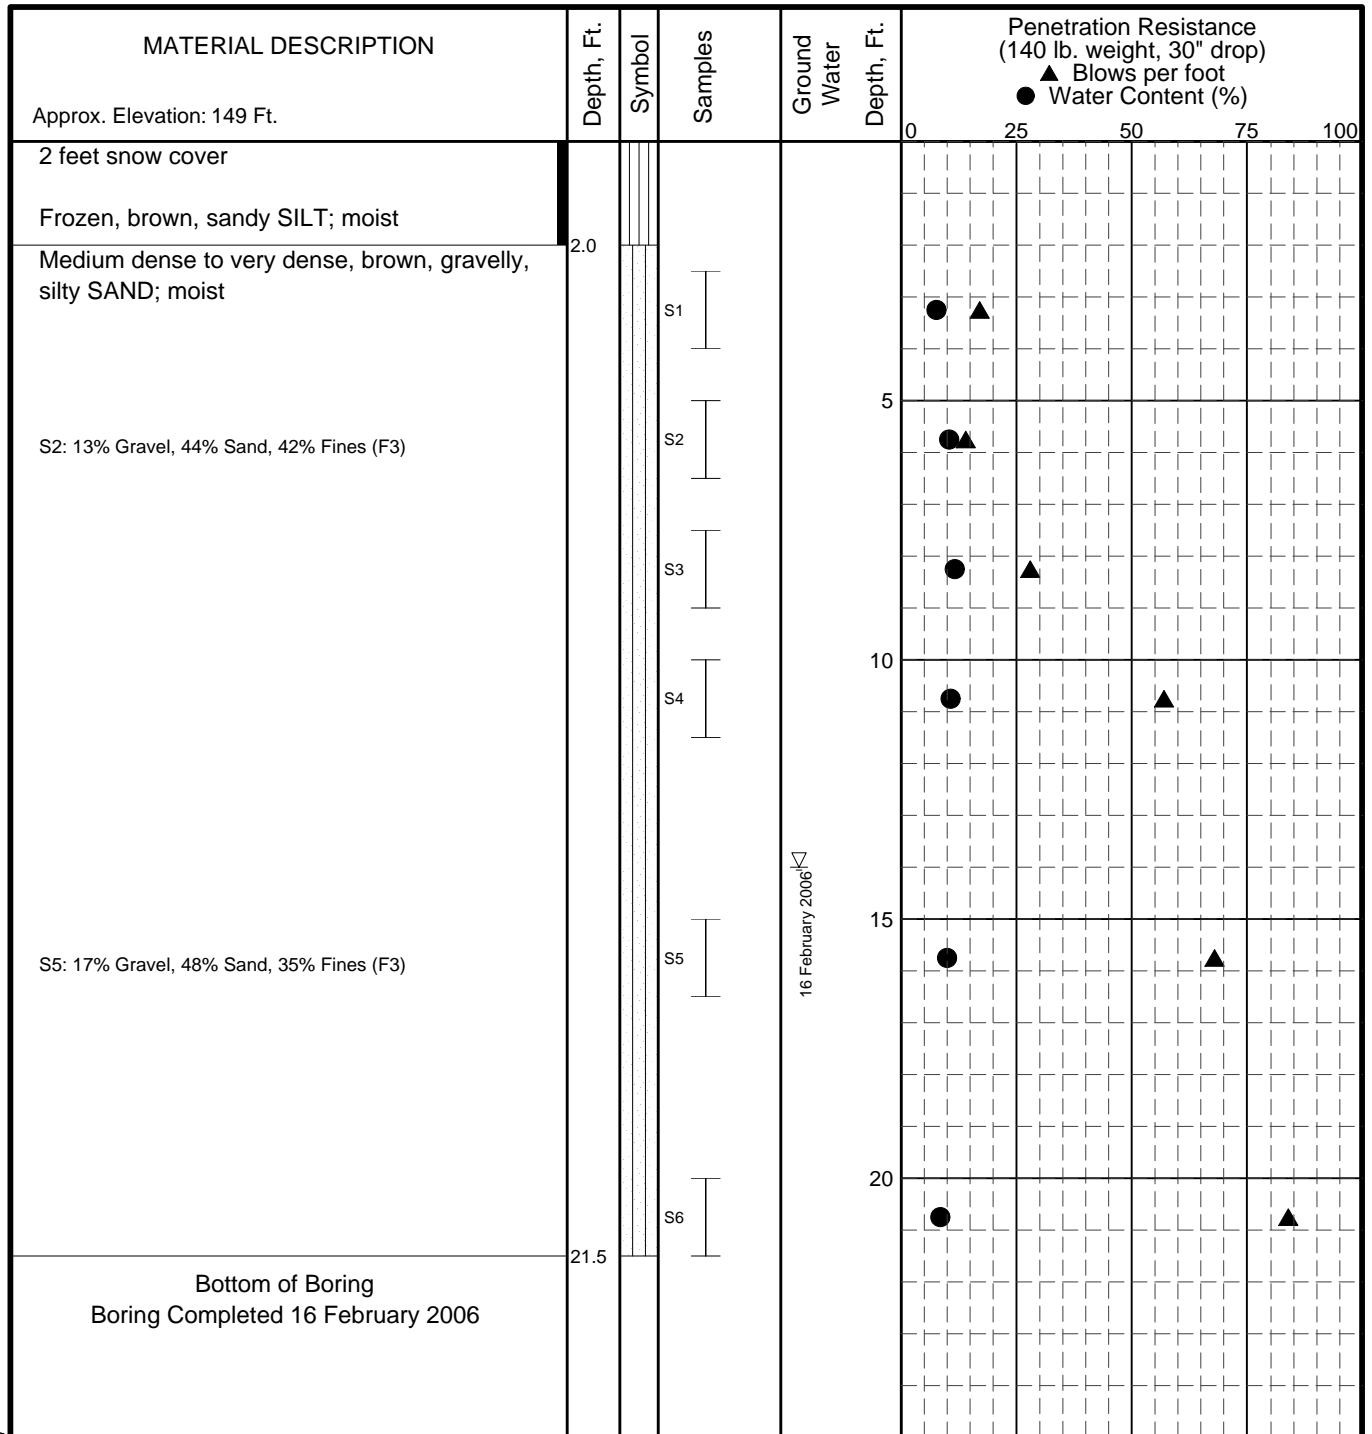 MATERIAL DESCRIPTION
Approx. Elevation: 149 Ft.
Depth, Ft.
Symbol
Samples
Ground
Water
Depth, Ft.
Penetration Resistance
(140 lb. weight, 30" drop)
▲ Blows per foot
● Water Content (%)
0 25 50 75 100
2 feet snow cover
Frozen, brown, sandy SILT; moist
2.0
Medium dense to very dense, brown, gravelly,
silty SAND; moist
S1
5
S2: 13% Gravel, 44% Sand, 42% Fines (F3)
S2
S3
10
S4
16 February 2006
15
S5: 17% Gravel, 48% Sand, 35% Fines (F3)
S5
20
S6
21.5
Bottom of Boring
Boring Completed 16 February 2006